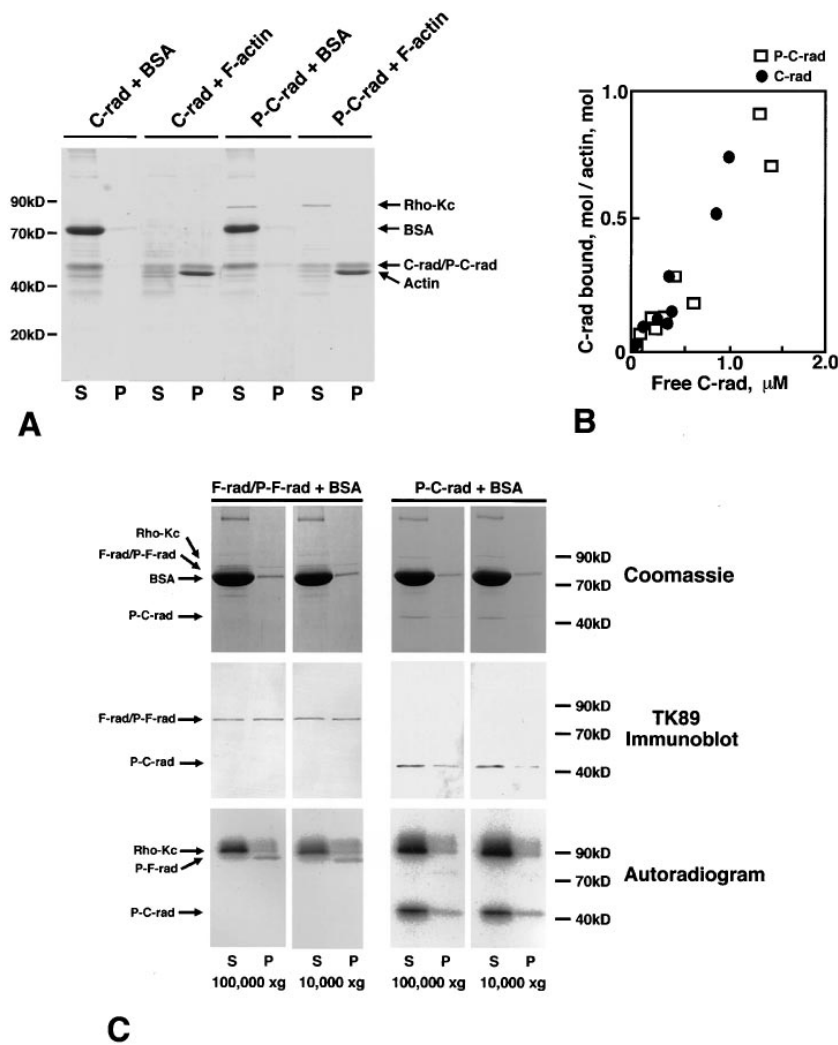 C-rad + BSA
C-rad + F-actin
P-C-rad + BSA
P-C-rad + F-actin
90kD
70kD
40kD
20kD
Rho-Kc
BSA
C-rad/P-C-rad
Actin
S P S P S P S P
A
P-C-rad
C-rad
C-rad bound, mol / actin, mol
1.0
0.5
0
0 1.0 2.0
Free C-rad, μM
B
F-rad/P-F-rad + BSA
P-C-rad + BSA
Rho-Kc
F-rad/P-F-rad
BSA
P-C-rad
90kD
70kD
40kD
Coomassie
F-rad/P-F-rad
P-C-rad
90kD
70kD
40kD
TK89
Immunoblot
Rho-Kc
P-F-rad
P-C-rad
90kD
70kD
40kD
Autoradiogram
S P S P S P S P
100,000 xg 10,000 xg 100,000 xg 10,000 xg
C